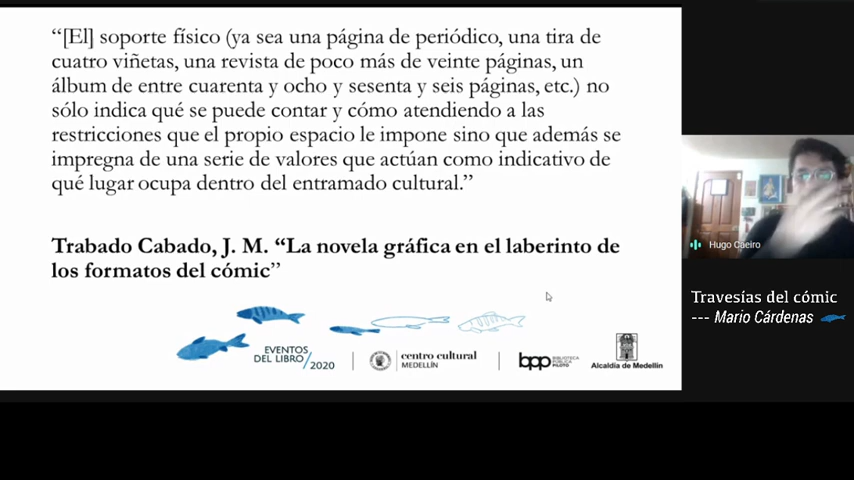 “[El] soporte físico (ya sea una página de periódico, una tira de
cuatro viñetas, una revista de poco más de veinte páginas, un
álbum de entre cuarenta y ocho y sesenta y seis páginas, etc.) no
sólo indica qué se puede contar y cómo atendiendo a las
restricciones que el propio espacio le impone sino que además se
impregna de una serie de valores que actúan como indicativo de
qué lugar ocupa dentro del entramado cultural.”
Trabado Cabado, J. M. “La novela gráfica en el laberinto de
los formatos del cómic”
EVENTOS
DEL LIBRO/2020
centro cultural
MEDELLÍN
bpp BIBLIOTECA
PÚBLICA
PILOTO
Alcaldía de Medellín
Hugo Caeiro
Travesías del cómic
--- Mario Cárdenas